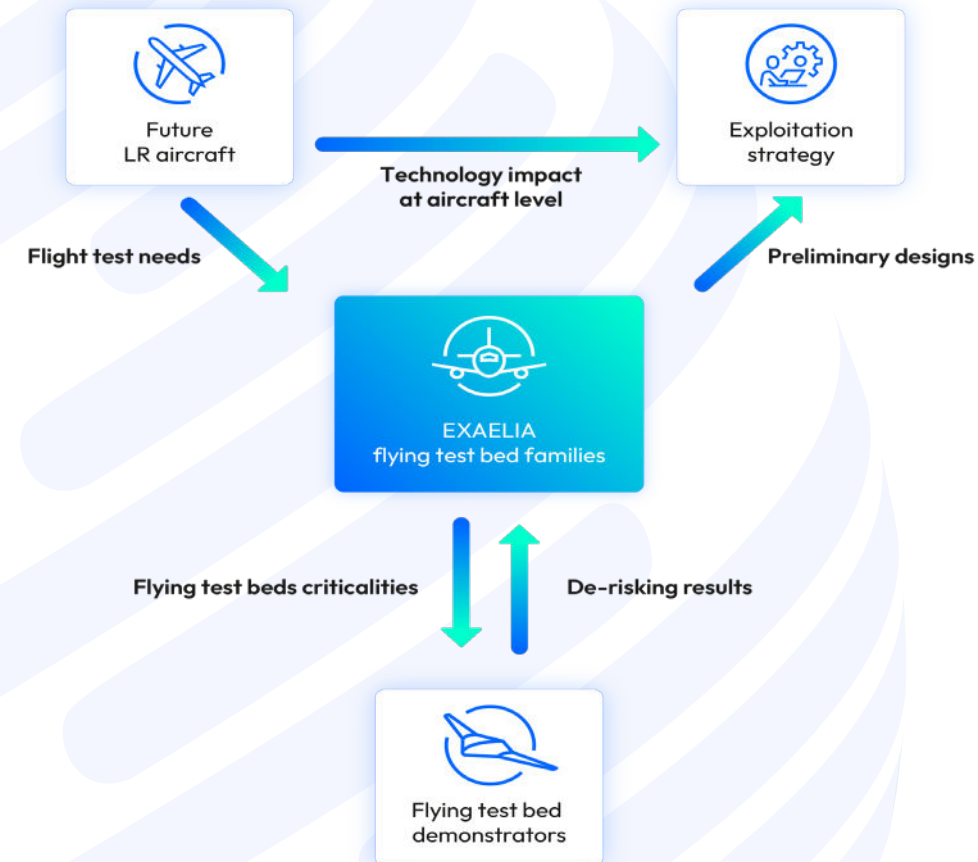 Future
LR aircraft
Exploitation
strategy
Technology impact
at aircraft level
Flight test needs
Preliminary designs
EXAELIA
flying test bed families
Flying test beds criticalities
De-risking results
Flying test bed
demonstrators